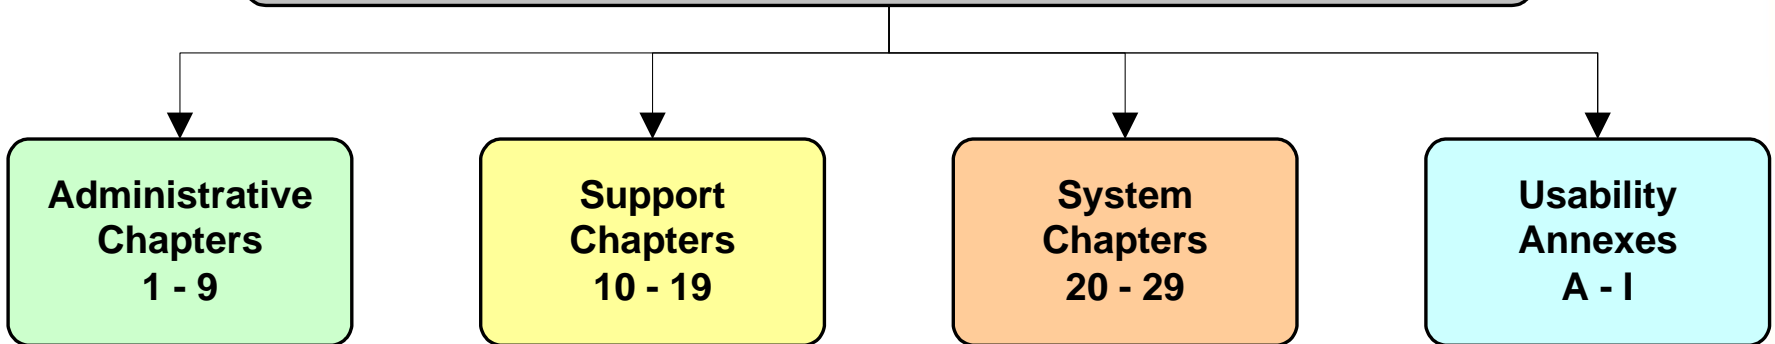 Administrative
Chapters
1 - 9
Support
Chapters
10 - 19
System
Chapters
20 - 29
Usability
Annexes
A - I